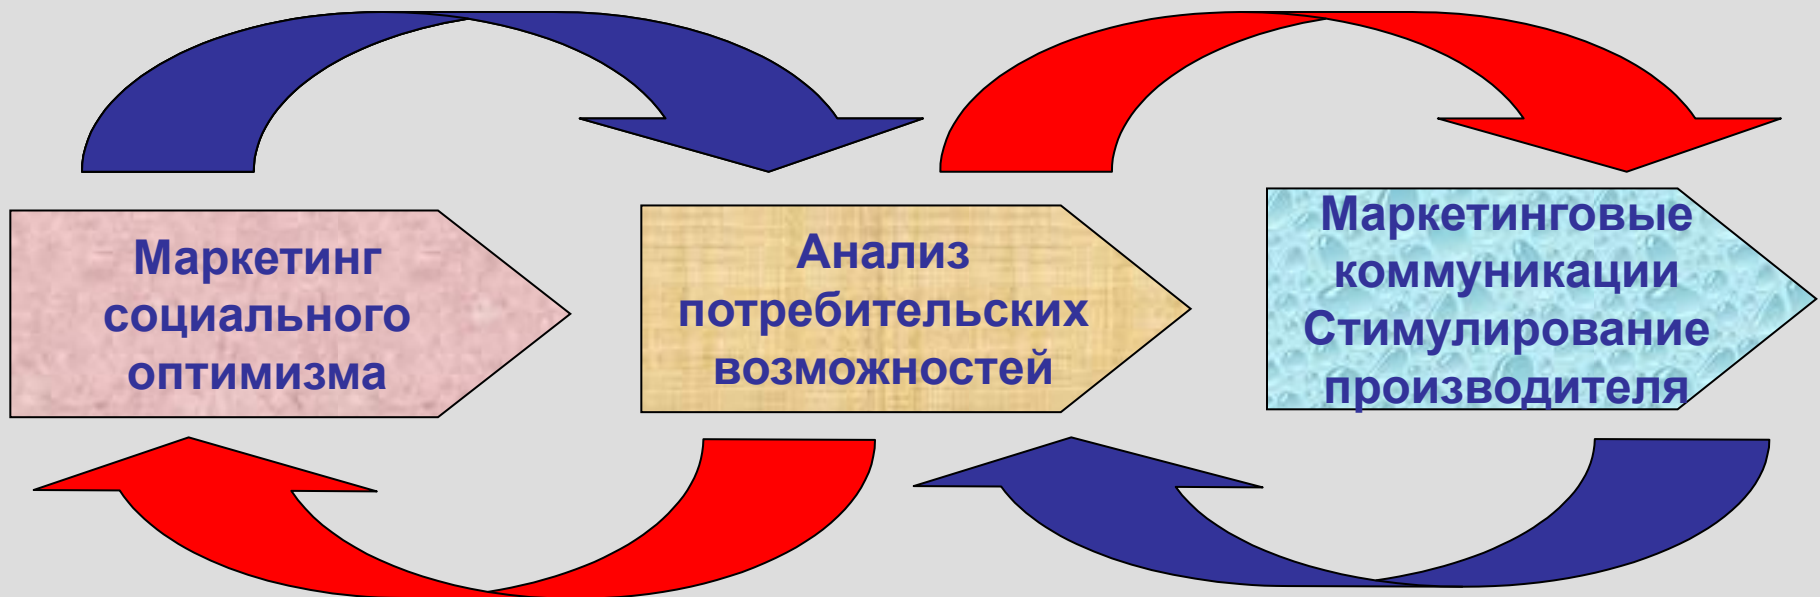 Маркетинг
социального
оптимизма
Анализ
потребительских
возможностей
Маркетинговые
коммуникации
Стимулирование
производителя